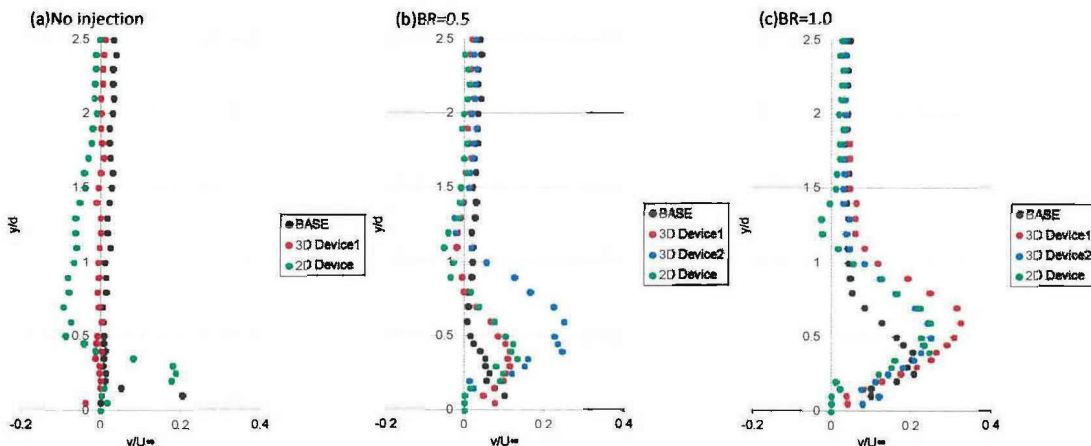 (a)No injection
(b)BR=0.5
(c)BR=1.0
2.5
2
1.5
1
0.5
0
y/d
-0.2
0
0.2
0.4
v/U∞
BASE
3D Device1
2D Device
2.5
2
1.5
1
0.5
0
y/d
-0.2
0
0.2
0.4
v/U∞
BASE
3D Device1
3D Device2
2D Device
2.5
2
1.5
1
0.5
0
y/d
-0.2
0
0.2
0.4
v/U∞
BASE
3D Device1
3D Device2
2D Device